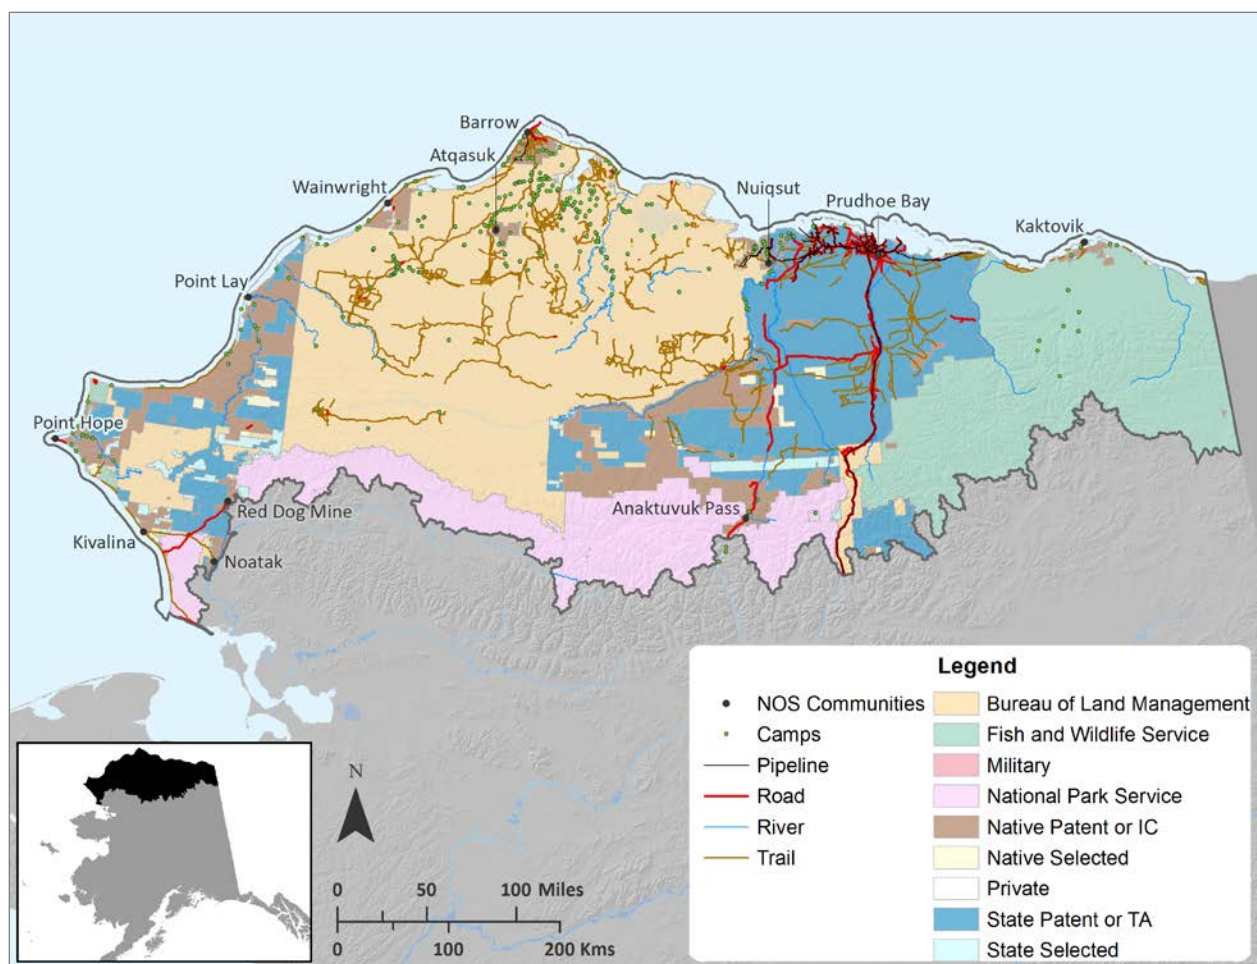 Barrow
Atqasuk
Wainwright
Nuiqsut
Prudhoe Bay
Kaktovik
Point Lay
Point Hope
Red Dog Mine
Anaktuvuk Pass
Kivalina
Noatak
Legend
NOS Communities
Camps
Pipeline
Road
River
Trail
Bureau of Land Management
Fish and Wildlife Service
Military
National Park Service
Native Patent or IC
Native Selected
Private
State Patent or TA
State Selected
N
0 50 100 Miles
0 100 200 Kms